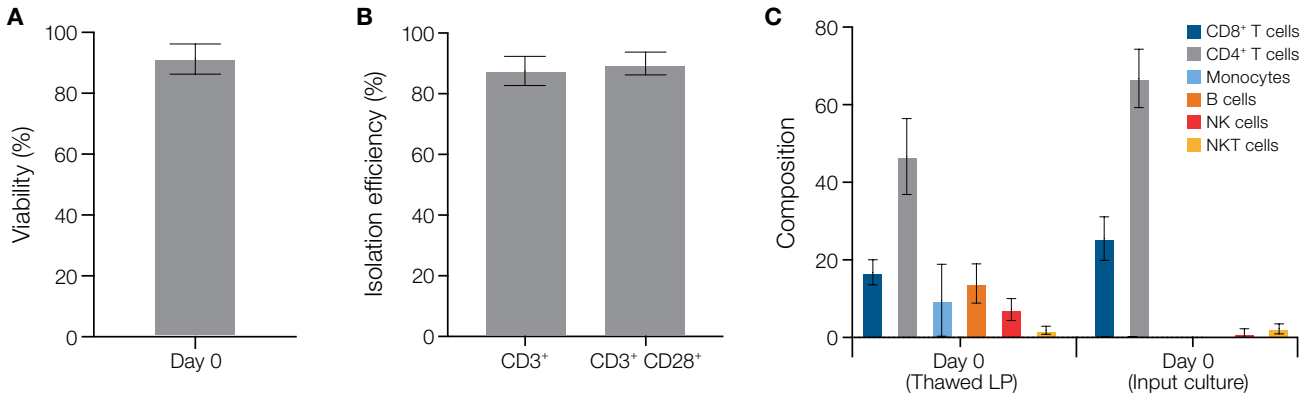 A
Viability (%)
100
80
60
40
20
0
Day 0
B
Isolation efficiency (%)
100
80
60
40
20
0
CD3⁺
CD3⁺ CD28⁺
C
Composition
80
60
40
20
0
Day 0
(Thawed LP)
Day 0
(Input culture)
CD8⁺ T cells
CD4⁺ T cells
Monocytes
B cells
NK cells
NKT cells